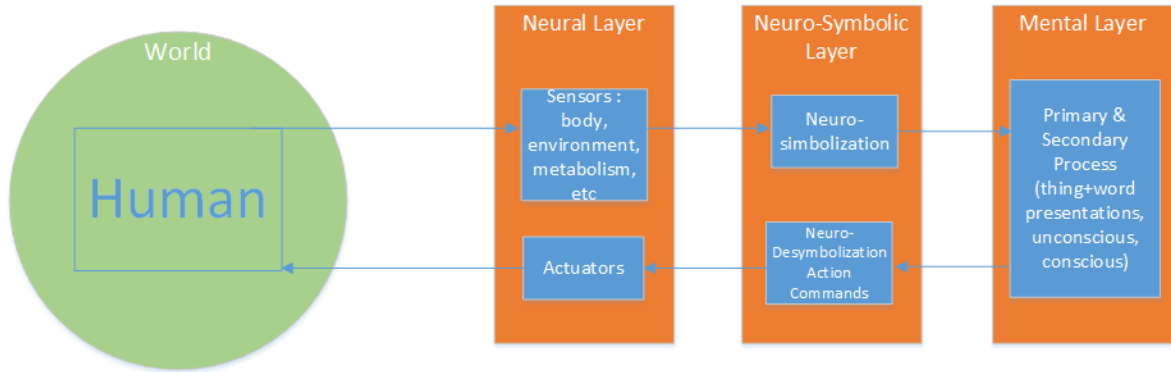 World
Human
Neural Layer
Sensors :
body,
environment,
metabolism,
etc
Actuators
Neuro-Symbolic
Layer
Neuro-
simbolization
Neuro-
Desymbolization
Action
Commands
Mental Layer
Primary &
Secondary
Process
(thing+word
presentations,
unconscious,
conscious)